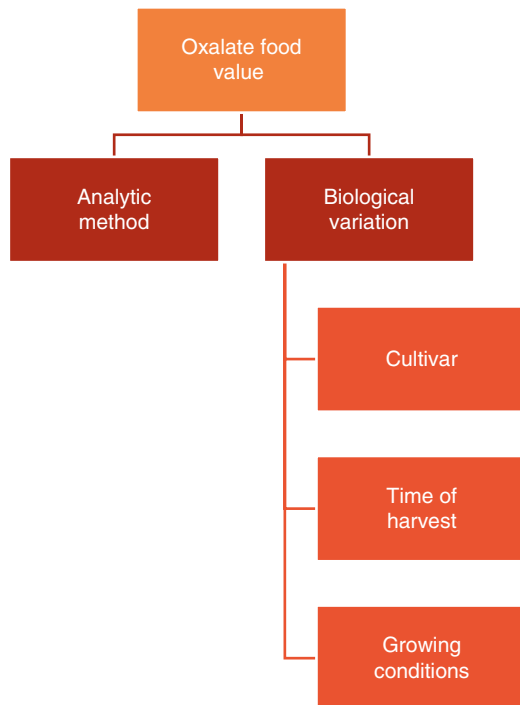 Oxalate food
value
Analytic
method
Biological
variation
Cultivar
Time of
harvest
Growing
conditions